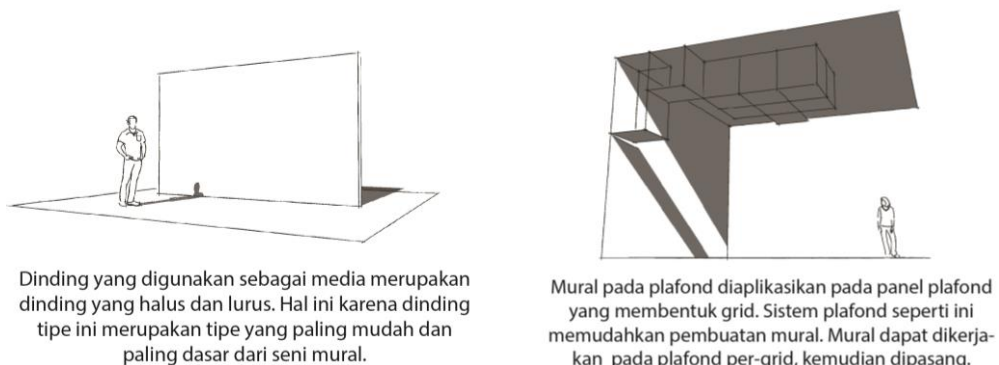 Dinding yang digunakan sebagai media merupakan
dinding yang halus dan lurus. Hal ini karena dinding
tipe ini merupakan tipe yang paling mudah dan
paling dasar dari seni mural.
Mural pada plafond diaplikasikan pada panel plafond
yang membentuk grid. Sistem plafond seperti ini
memudahkan pembuatan mural. Mural dapat dikerja-
kan pada plafond per-grid, kemudian dipasang.